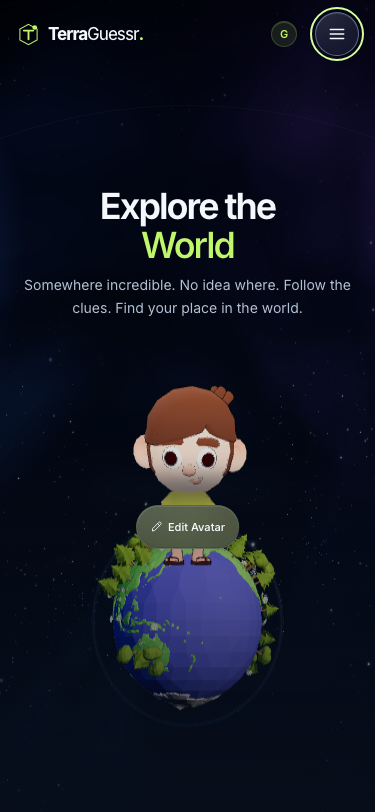 TerraGuessr.
G
Explore the
World
Somewhere incredible. No idea where. Follow the
clues. Find your place in the world.
Edit Avatar